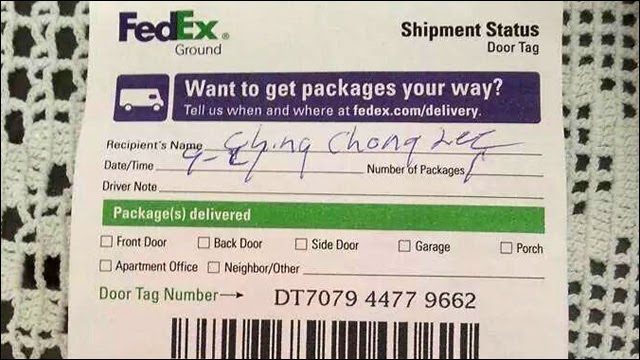 FedEx® Ground
Shipment Status
Door Tag
Want to get packages your way?
Tell us when and where at fedex.com/delivery.
Recipient's Name Ching Chong Lee
Date/Time Number of Packages
Driver Note
Package(s) delivered
Front Door Back Door Side Door Garage Porch
Apartment Office Neighbor/Other
Door Tag Number→ DT7079 4477 9662